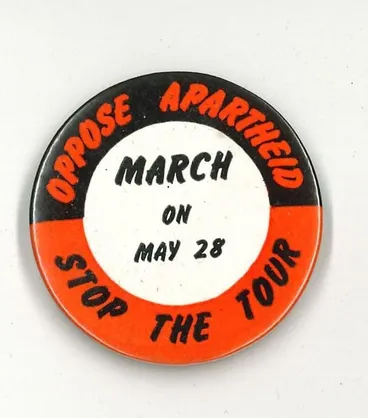 OPPOSE APARTHEID
MARCH
ON
MAY 28
STOP THE TOUR